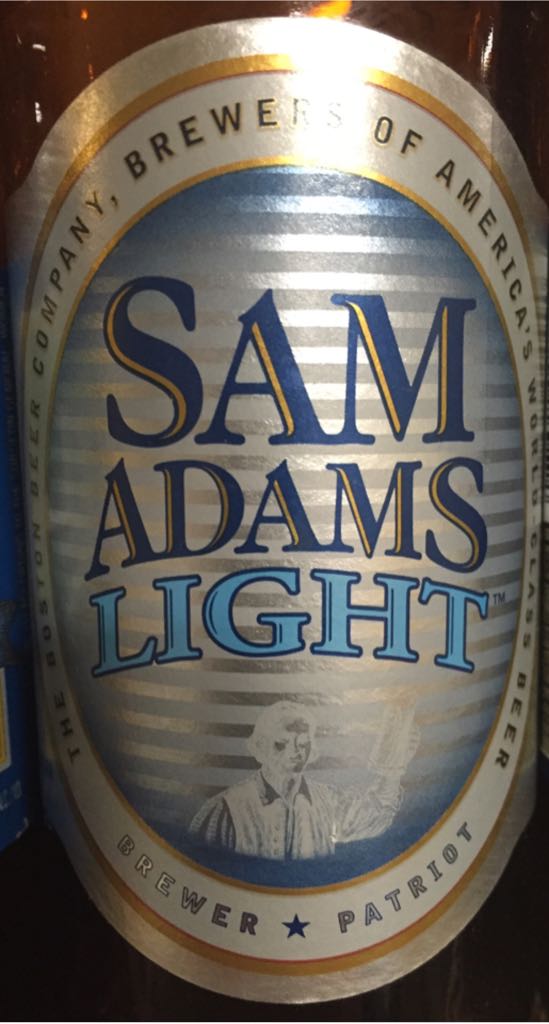 THE BOSTON BEER COMPANY, BREWERS OF AMERICA'S WORLD CLASS BEER
SAM
ADAMS
LIGHT™
BREWER ★ PATRIOT